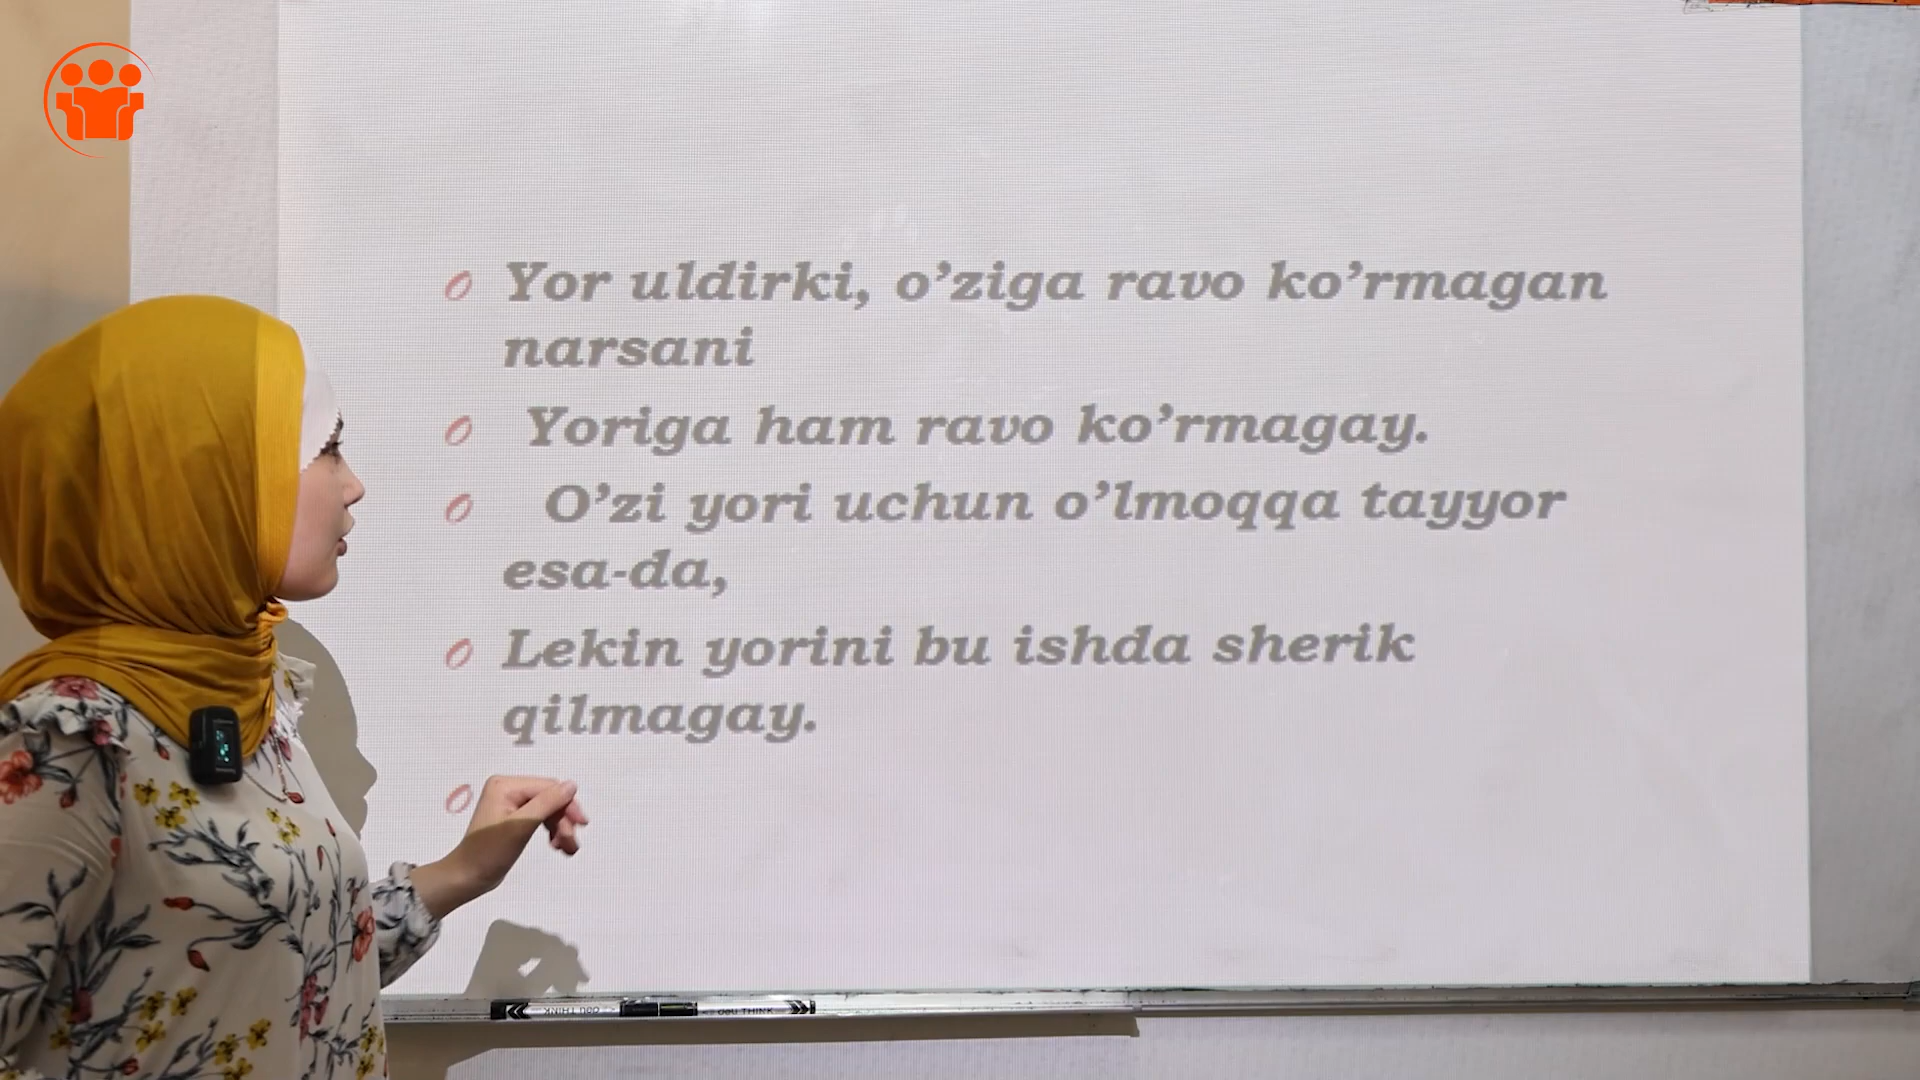 Yor uldirki, o’ziga ravo ko’rmagan
narsani
Yoriga ham ravo ko’rmagay.
O’zi yori uchun o’lmoqqa tayyor
esa-da,
Lekin yorini bu ishda sherik
qilmagay.